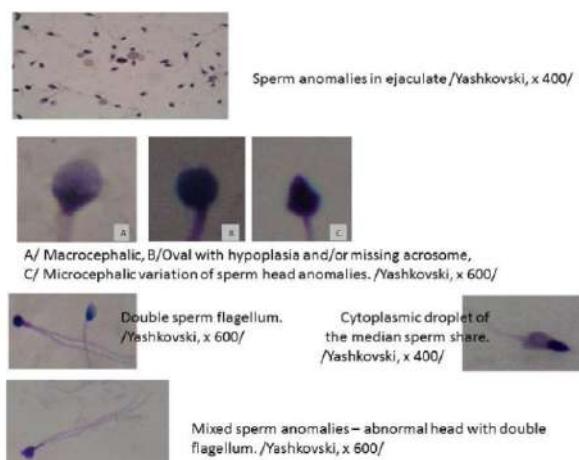 Sperm anomalies in ejaculate /Yashkovski, x 400/
A
B
C
A/ Macrocephalic, B/Oval with hypoplasia and/or missing acrosome,
C/ Microcephalic variation of sperm head anomalies. /Yashkovski, x 600/
Double sperm flagellum.
/Yashkovski, x 600/
Cytoplasmic droplet of
the median sperm share.
/Yashkovski, x 400/
Mixed sperm anomalies – abnormal head with double
flagellum. /Yashkovski, x 600/